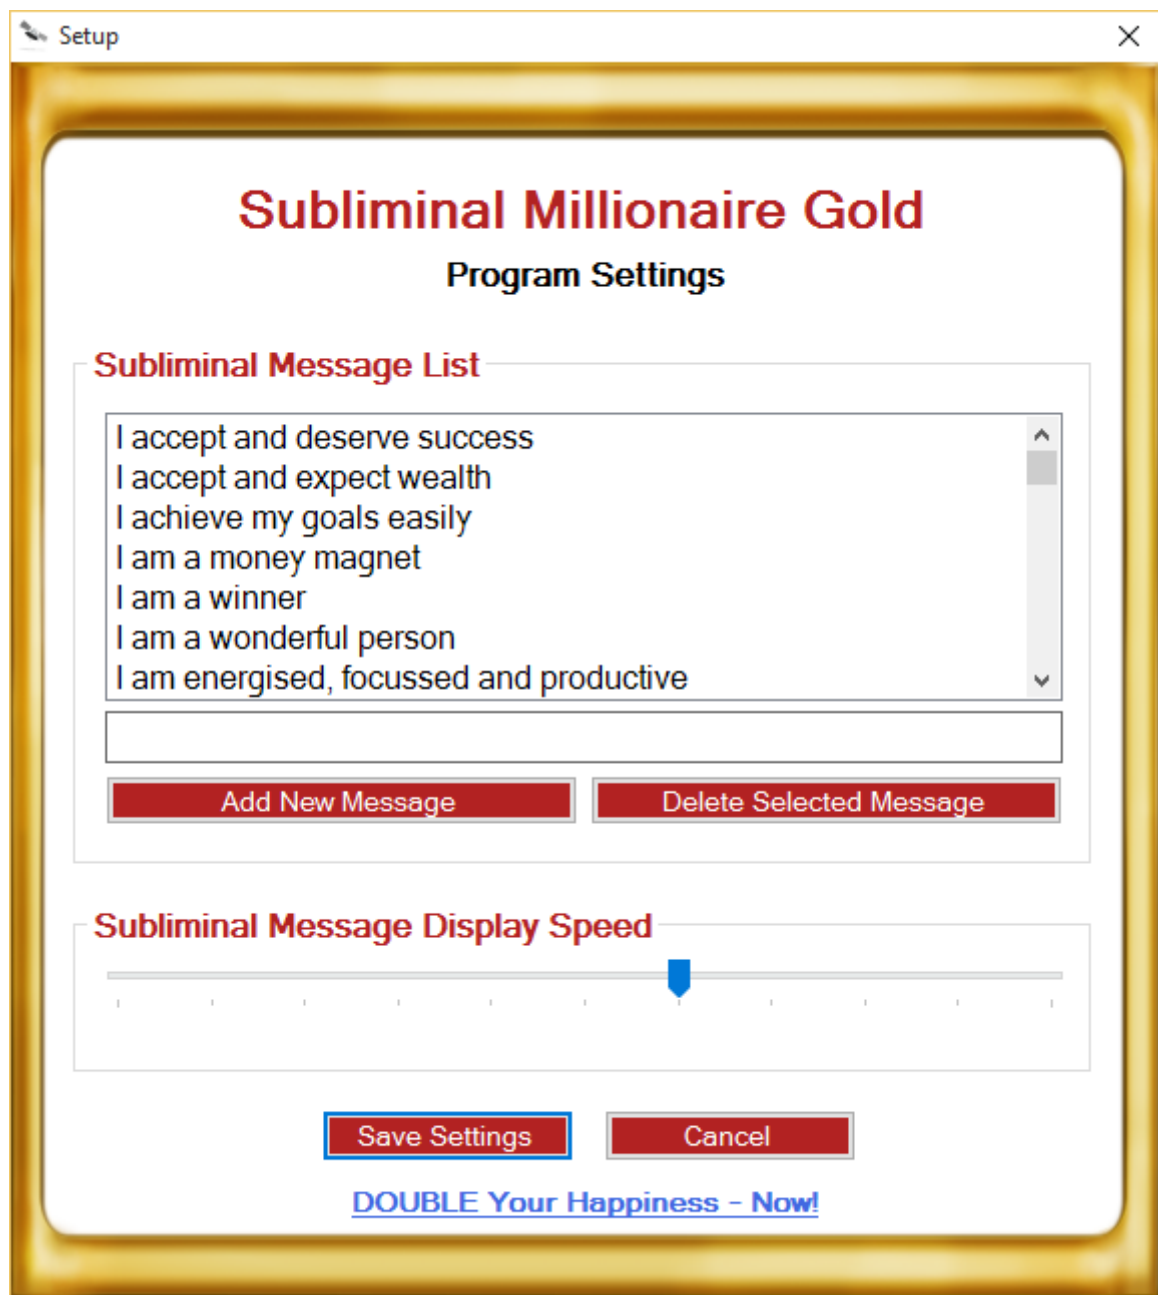 Setup
Subliminal Millionaire Gold
Program Settings
Subliminal Message List
I accept and deserve success
I accept and expect wealth
I achieve my goals easily
I am a money magnet
I am a winner
I am a wonderful person
I am energised, focussed and productive
Add New Message Delete Selected Message
Subliminal Message Display Speed
Save Settings Cancel
DOUBLE Your Happiness - Now!